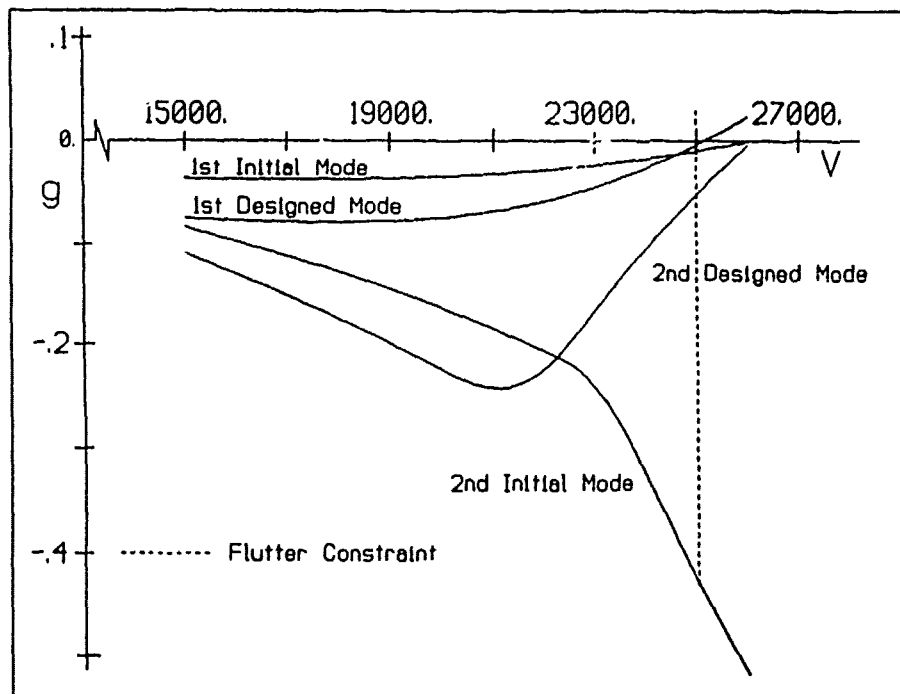 .1
15000. 19000. 23000. 27000.
0.
V
1st Initial Mode
g
1st Designed Mode
2nd Designed Mode
-.2
2nd Initial Mode
-.4
Flutter Constraint